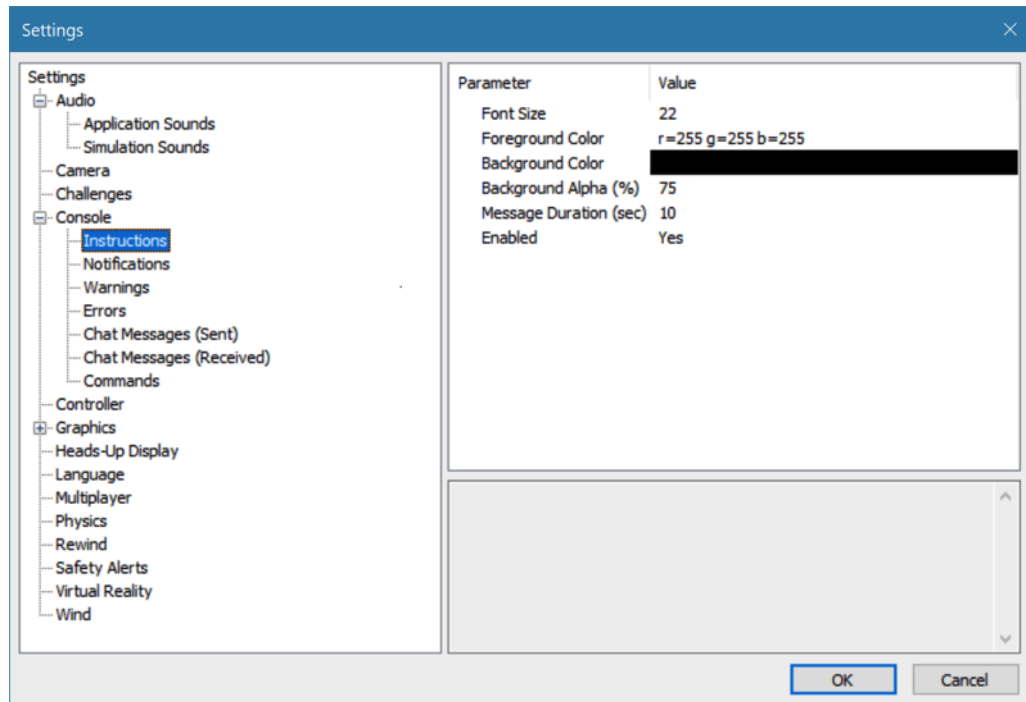 Settings
Settings
Audio
Application Sounds
Simulation Sounds
Camera
Challenges
Console
Instructions
Notifications
Warnings
Errors
Chat Messages (Sent)
Chat Messages (Received)
Commands
Controller
Graphics
Heads-Up Display
Language
Multiplayer
Physics
Rewind
Safety Alerts
Virtual Reality
Wind
Parameter Value
Font Size 22
Foreground Color r=255 g=255 b=255
Background Color
Background Alpha (%) 75
Message Duration (sec) 10
Enabled Yes
OK Cancel